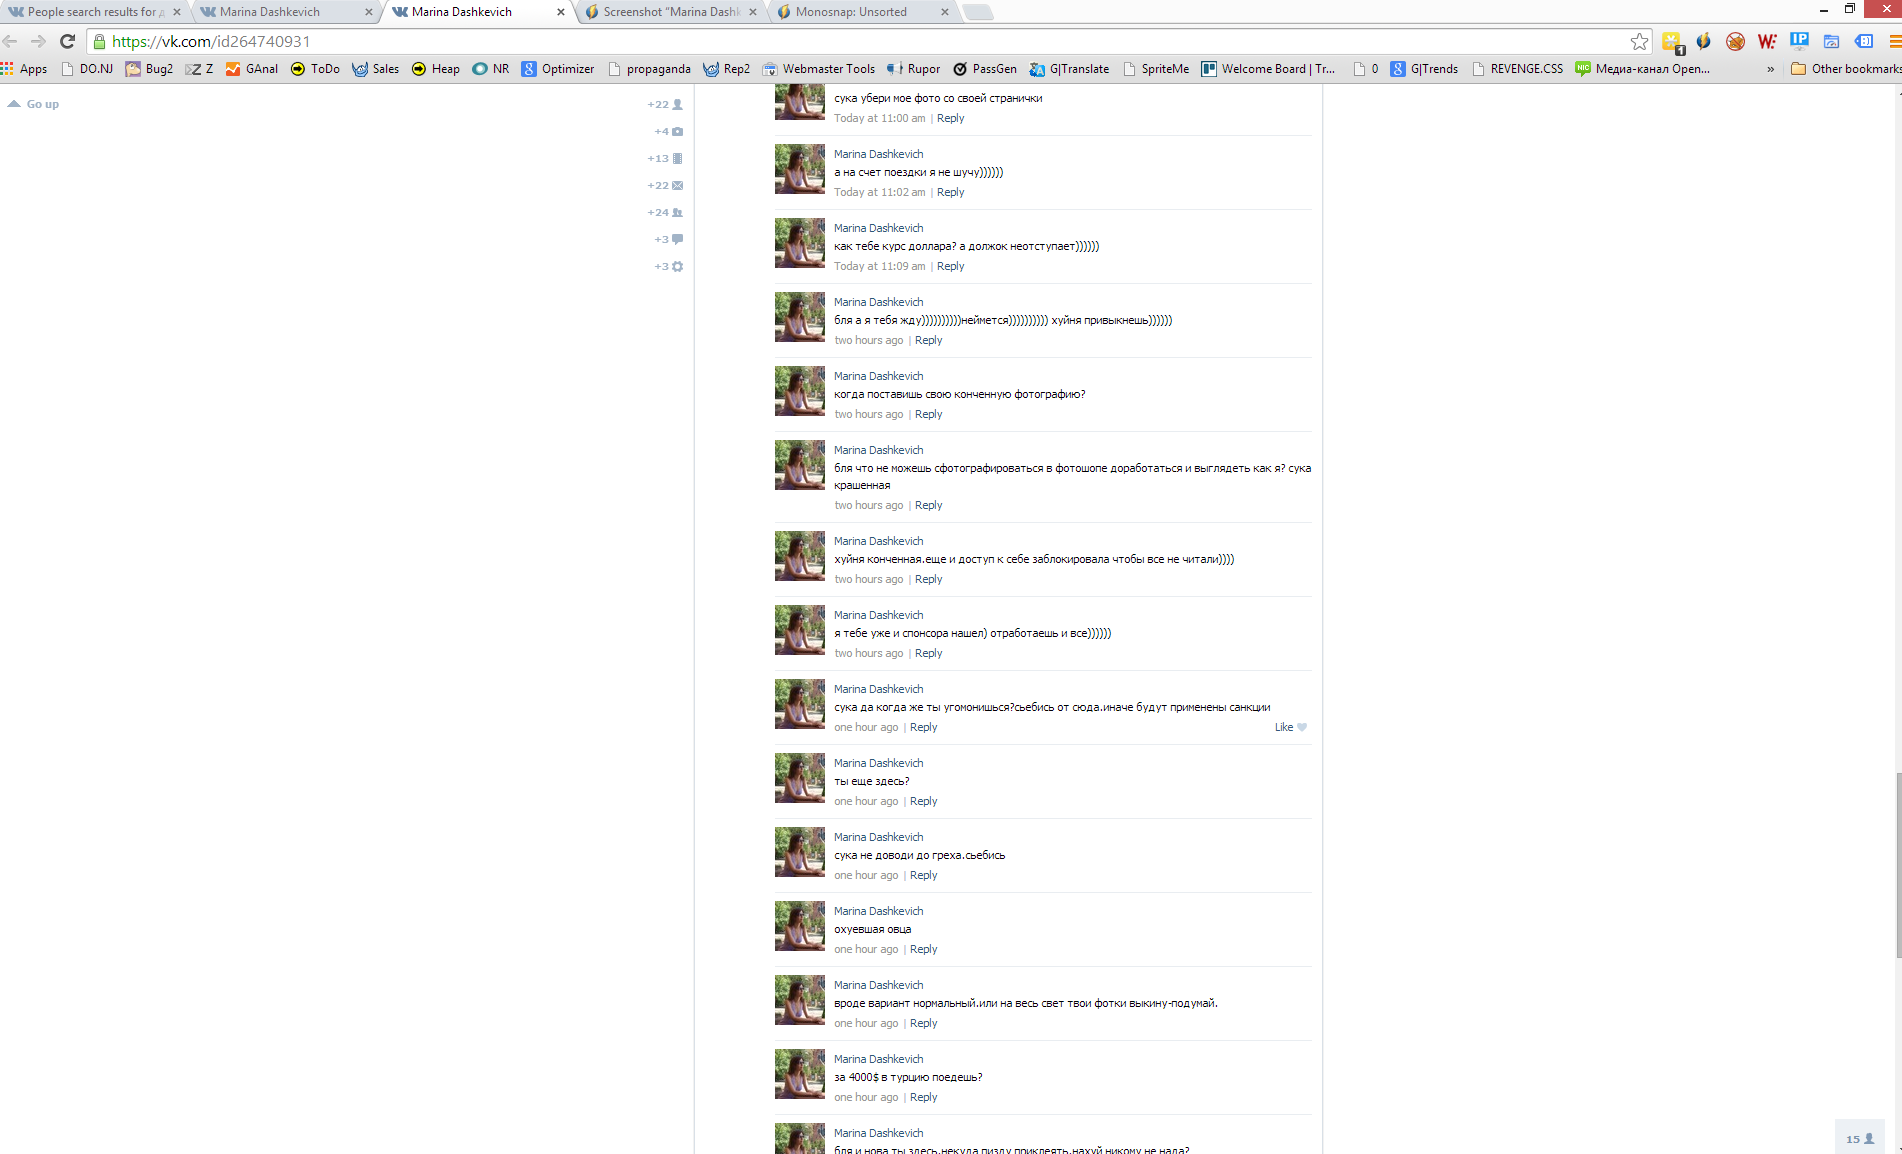 People search results for д
Marina Dashkevich
Marina Dashkevich
Screenshot "Marina Dashk
Monosnap: Unsorted
https://vk.com/id264740931
1
Apps
DO.NJ
Bug2
Z
GAnal
ToDo
Sales
Heap
NR
Optimizer
propaganda
Rep2
Webmaster Tools
Rupor
PassGen
G|Translate
SpriteMe
Welcome Board | Tr...
0
G|Trends
REVENGE.CSS
Медиа-канал Open...
»
Other bookmarks
Go up
+22
+4
+13
+22
+24
+3
+3
сука убери мое фото со своей странички
Today at 11:00 am | Reply
Marina Dashkevich
а на счет поездки я не шучу))))))
Today at 11:02 am | Reply
Marina Dashkevich
как тебе курс доллара? а должок неотступает))))))
Today at 11:09 am | Reply
Marina Dashkevich
бля а я тебя жду))))))))))неймется)))))))))) хуйня привыкнешь))))))
two hours ago | Reply
Marina Dashkevich
когда поставишь свою конченную фотографию?
two hours ago | Reply
Marina Dashkevich
бля что не можешь сфотографироваться в фотошопе доработаться и выглядеть как я? сука
крашенная
two hours ago | Reply
Marina Dashkevich
хуйня конченная.еще и доступ к себе заблокировала чтобы все не читали))))
two hours ago | Reply
Marina Dashkevich
я тебе уже и спонсора нашел) отработаешь и все))))))
two hours ago | Reply
Marina Dashkevich
сука да когда же ты угомонишься?сьебись от сюда.иначе будут применены санкции
one hour ago | Reply
Like
Marina Dashkevich
ты еще здесь?
one hour ago | Reply
Marina Dashkevich
сука не доводи до греха.сьебись
one hour ago | Reply
Marina Dashkevich
охуевшая овца
one hour ago | Reply
Marina Dashkevich
вроде вариант нормальный.или на весь свет твои фотки выкину-подумай.
one hour ago | Reply
Marina Dashkevich
за 4000$ в турцию поедешь?
one hour ago | Reply
Marina Dashkevich
бля и нова ты здесь.некуда пизду приклеять.нахуй никому не нада?
15